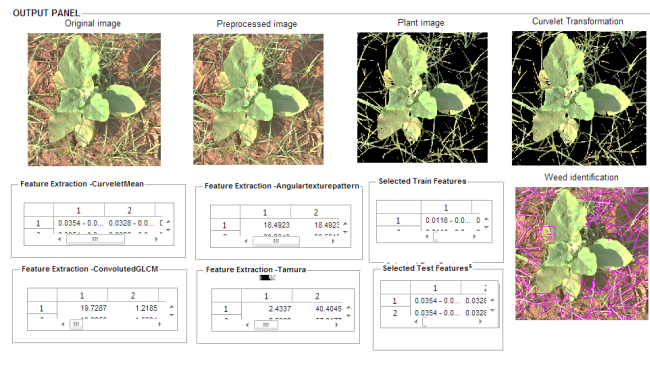 OUTPUT PANEL
Original image
Preprocessed image
Plant image
Curvelet Transformation
Weed identification
Feature Extraction -CurveletMean
1 2
1 0.0354 - 0.0... 0.0328 - 0.0...
Feature Extraction -Angulartexturepattern
1 2
1 18.4923 18.492
Selected Train Features
1
1 0.0116 - 0.0...
Feature Extraction -ConvolutedGLCM
1 2
1 19.7287 1.2185
Feature Extraction -Tamura
1 2
1 2.4337 40.4045
Selected Test Features
1
1 0.0354 - 0.0... 0.0328
2 0.0354 - 0.0... 0.0328